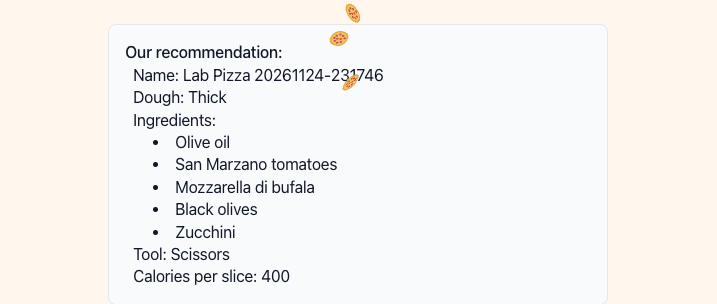 Our recommendation:
Name: Lab Pizza 20261124-231746
Dough: Thick
Ingredients:
• Olive oil
• San Marzano tomatoes
• Mozzarella di bufala
• Black olives
• Zucchini
Tool: Scissors
Calories per slice: 400